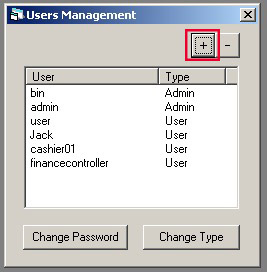 Users Management
+ -
User Type
bin Admin
admin Admin
user User
Jack User
cashier01 User
financecontroller User
Change Password Change Type